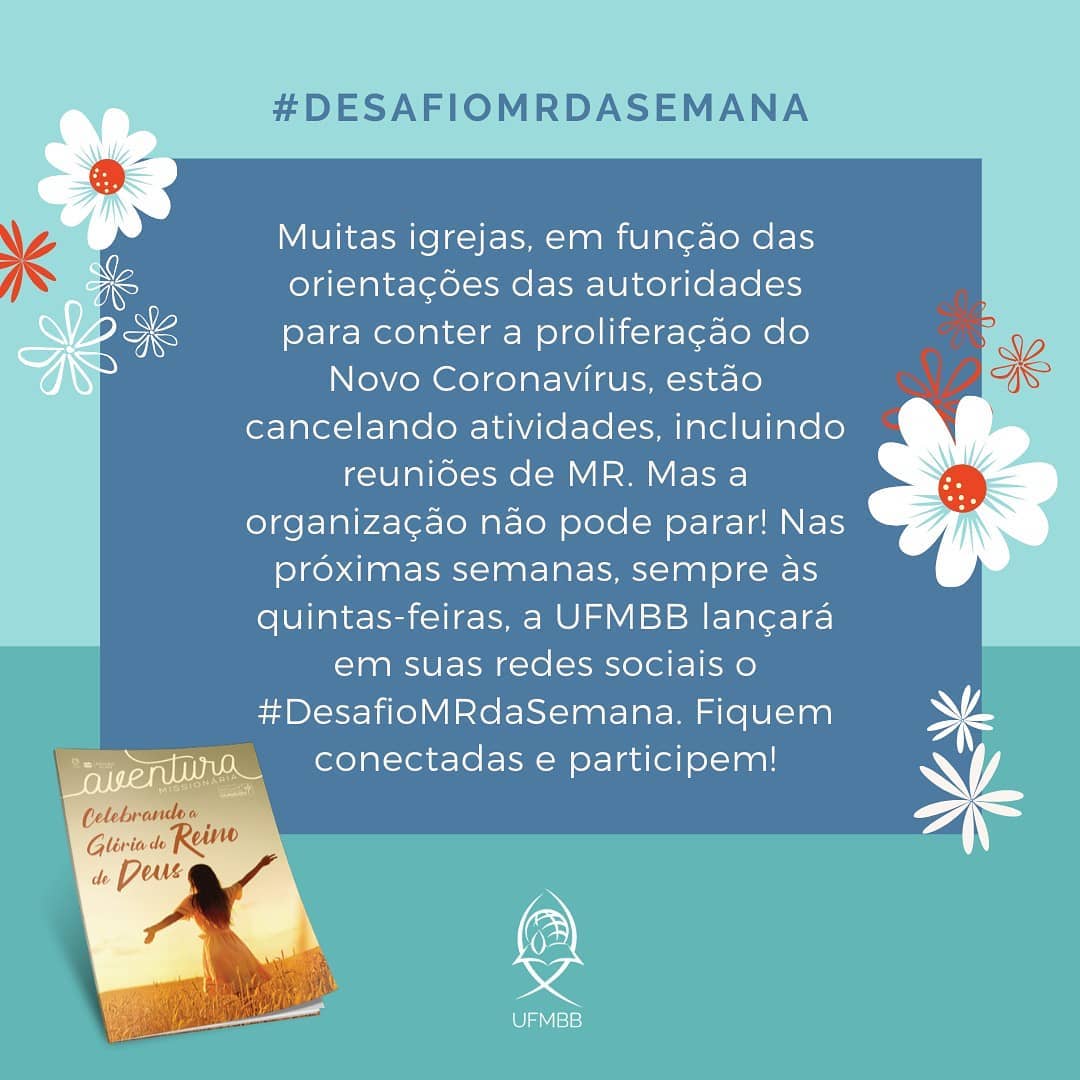 #DESAFIOMRDASEMANA
Muitas igrejas, em função das
orientações das autoridades
para conter a proliferação do
Novo Coronavírus, estão
cancelando atividades, incluindo
reuniões de MR. Mas a
organização não pode parar! Nas
próximas semanas, sempre às
quintas-feiras, a UFMBB lançará
em suas redes sociais o
#DesafioMRdaSemana. Fiquem
conectadas e participem!
aventura
MISSIONÁRIA
Celebrando a
Glória do Reino
de Deus
UFMBB